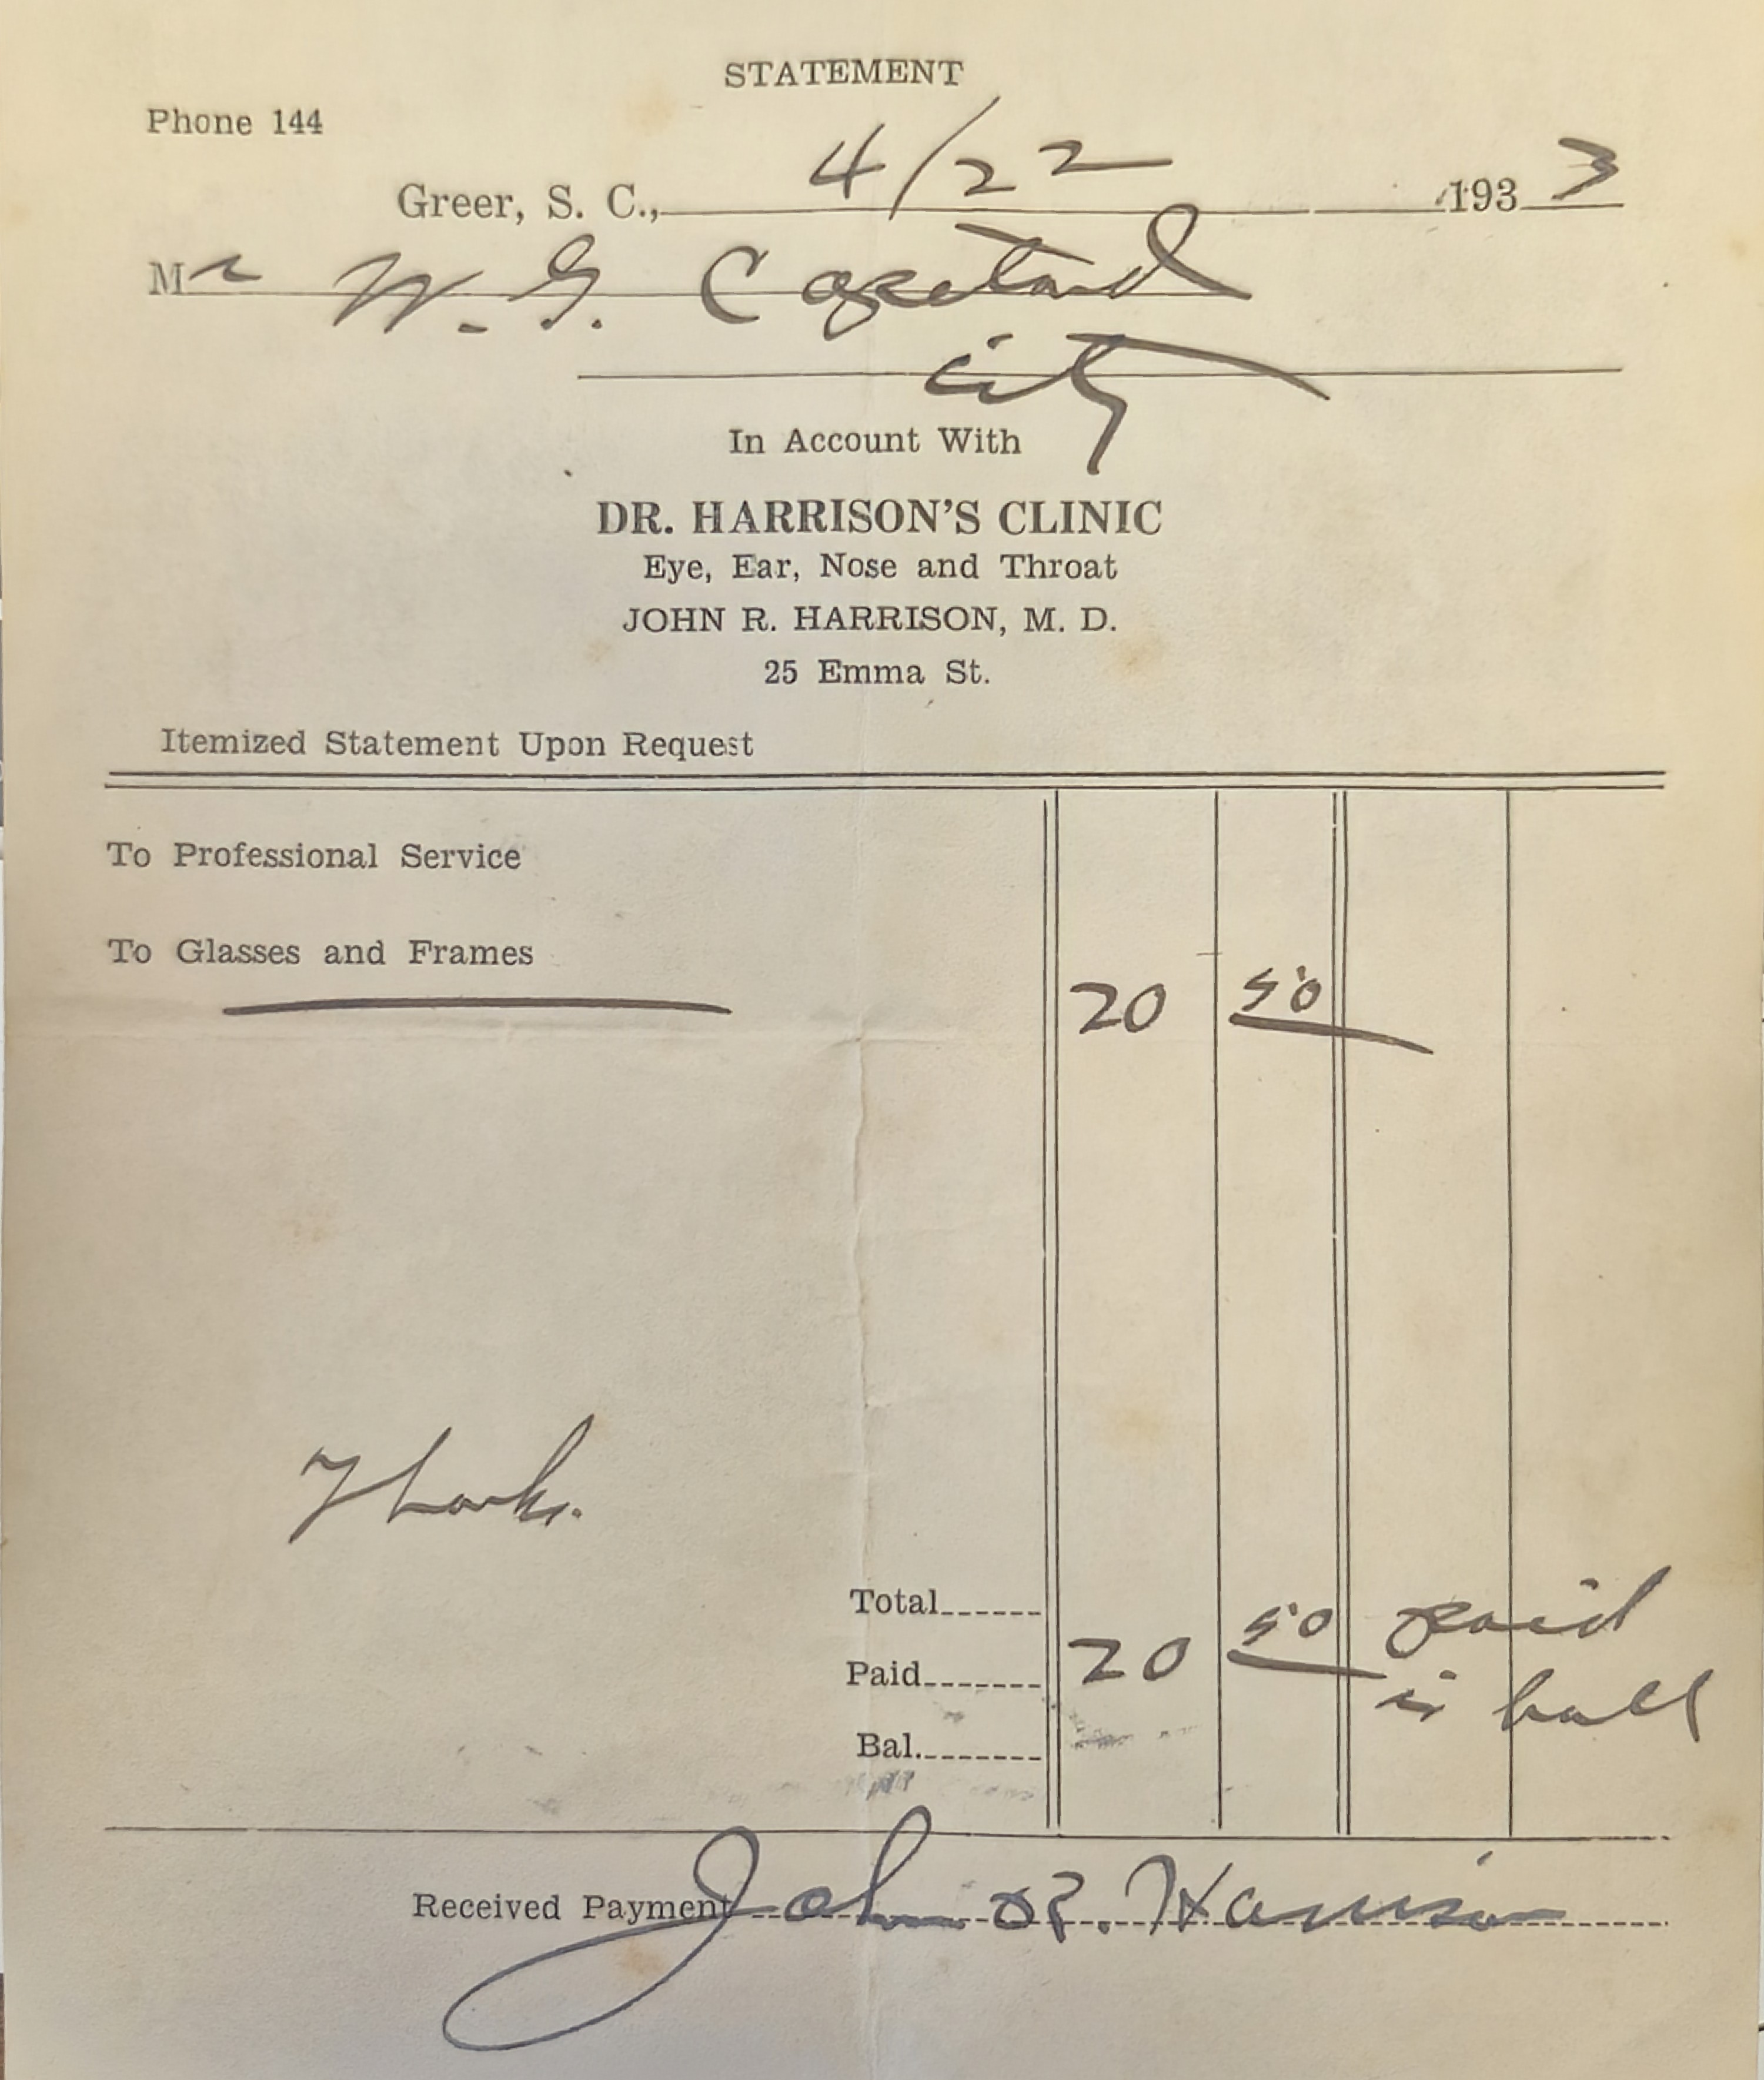 STATEMENT
Phone 144
Greer, S. C., 4/22 1933
Mr W. G. Copeland
City
In Account With
DR. HARRISON'S CLINIC
Eye, Ear, Nose and Throat
JOHN R. HARRISON, M. D.
25 Emma St.
Itemized Statement Upon Request
To Professional Service
To Glasses and Frames
20 50
Thanks.
Total
50 paid
Paid 20
in full
Bal.
Received Payment John R. Harrison